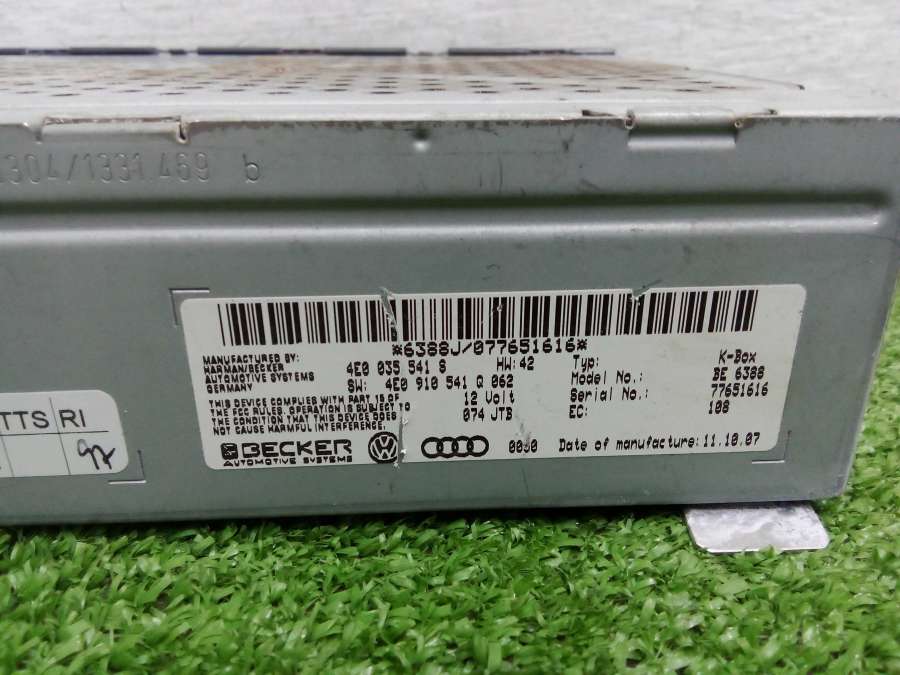 1304/1331.469 b
*6388J/077651616*
MANUFACTURED BY:
HARMAN/BECKER
AUTOMOTIVE SYSTEMS
GERMANY
4E0 035 541 S HW: 42
SW: 4E0 910 541 Q 062
12 Volt
074 JTB
Typ: K-Box
Model No.: BE 6388
Serial No.: 77651616
EC: 108
THIS DEVICE COMPLIES WITH PART 15 OF
THE FCC RULES. OPERATION IS SUBJECT TO
THE CONDITION THAT THIS DEVICE DOES
NOT CAUSE HARMFUL INTERFERENCE.
BECKER
AUTOMOTIVE SYSTEMS
0030 Date of manufacture: 11.10.07
TTS RI